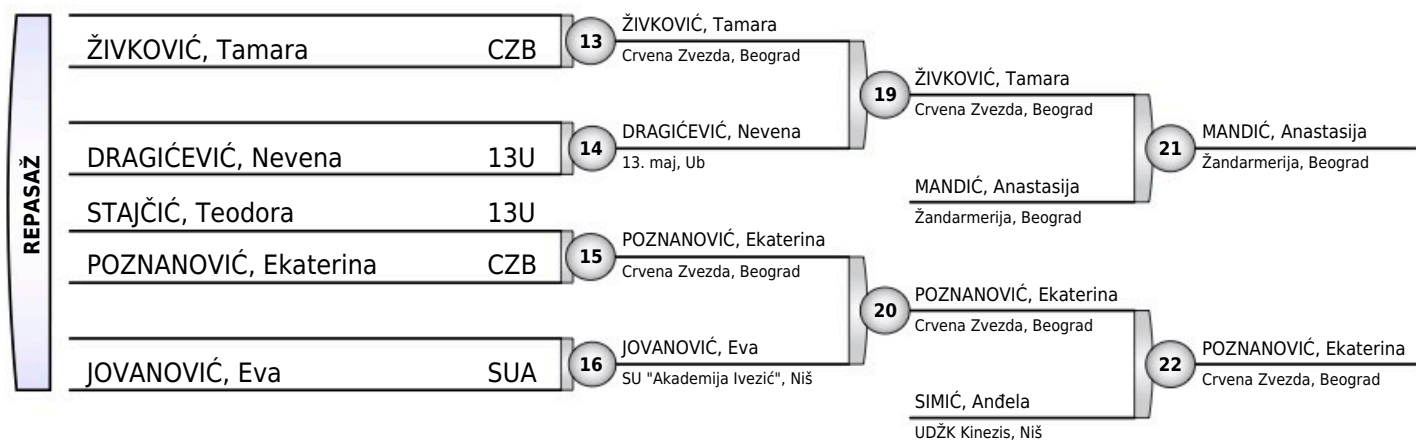 REPASAŽ
ŽIVKOVIĆ, Tamara CZB
13
ŽIVKOVIĆ, Tamara
Crvena Zvezda, Beograd
DRAGIĆEVIĆ, Nevena 13U
14
DRAGIĆEVIĆ, Nevena
13. maj, Ub
STAJČIĆ, Teodora 13U
POZNANOVIĆ, Ekaterina CZB
15
POZNANOVIĆ, Ekaterina
Crvena Zvezda, Beograd
JOVANOVIĆ, Eva SUA
16
JOVANOVIĆ, Eva
SU "Akademija Ivezić", Niš
19
ŽIVKOVIĆ, Tamara
Crvena Zvezda, Beograd
MANDIĆ, Anastasija
Žandarmerija, Beograd
20
POZNANOVIĆ, Ekaterina
Crvena Zvezda, Beograd
SIMIĆ, Anđela
UDŽK Kinezis, Niš
21
MANDIĆ, Anastasija
Žandarmerija, Beograd
22
POZNANOVIĆ, Ekaterina
Crvena Zvezda, Beograd